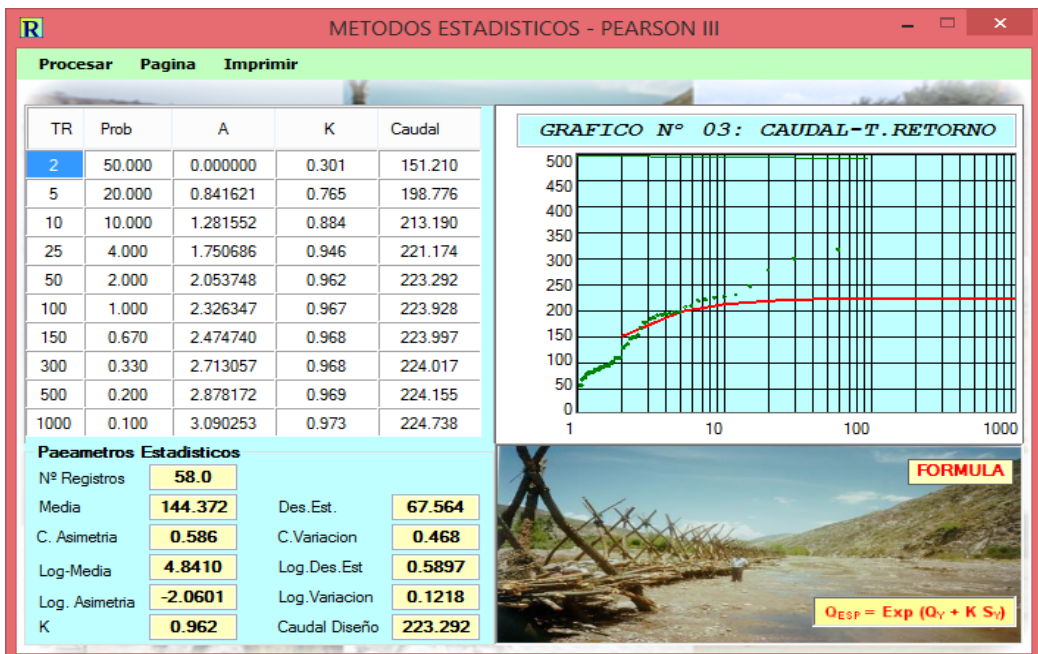 R METODOS ESTADISTICOS - PEARSON III
Procesar Pagina Imprimir
TR Prob A K Caudal
2 50.000 0.000000 0.301 151.210
5 20.000 0.841621 0.765 198.776
10 10.000 1.281552 0.884 213.190
25 4.000 1.750686 0.946 221.174
50 2.000 2.053748 0.962 223.292
100 1.000 2.326347 0.967 223.928
150 0.670 2.474740 0.968 223.997
300 0.330 2.713057 0.968 224.017
500 0.200 2.878172 0.969 224.155
1000 0.100 3.090253 0.973 224.738
GRAFICO Nº 03: CAUDAL-T.RETORNO
500
450
400
350
300
250
200
150
100
50
0
1 10 100 1000
Paeametros Estadisticos
Nº Registros 58.0
Media 144.372 Des.Est. 67.564
C. Asimetria 0.586 C.Variacion 0.468
Log-Media 4.8410 Log.Des.Est 0.5897
Log. Asimetria -2.0601 Log.Variacion 0.1218
K 0.962 Caudal Diseño 223.292
FORMULA
Q_ESP = Exp (Q_Y + K S_Y)